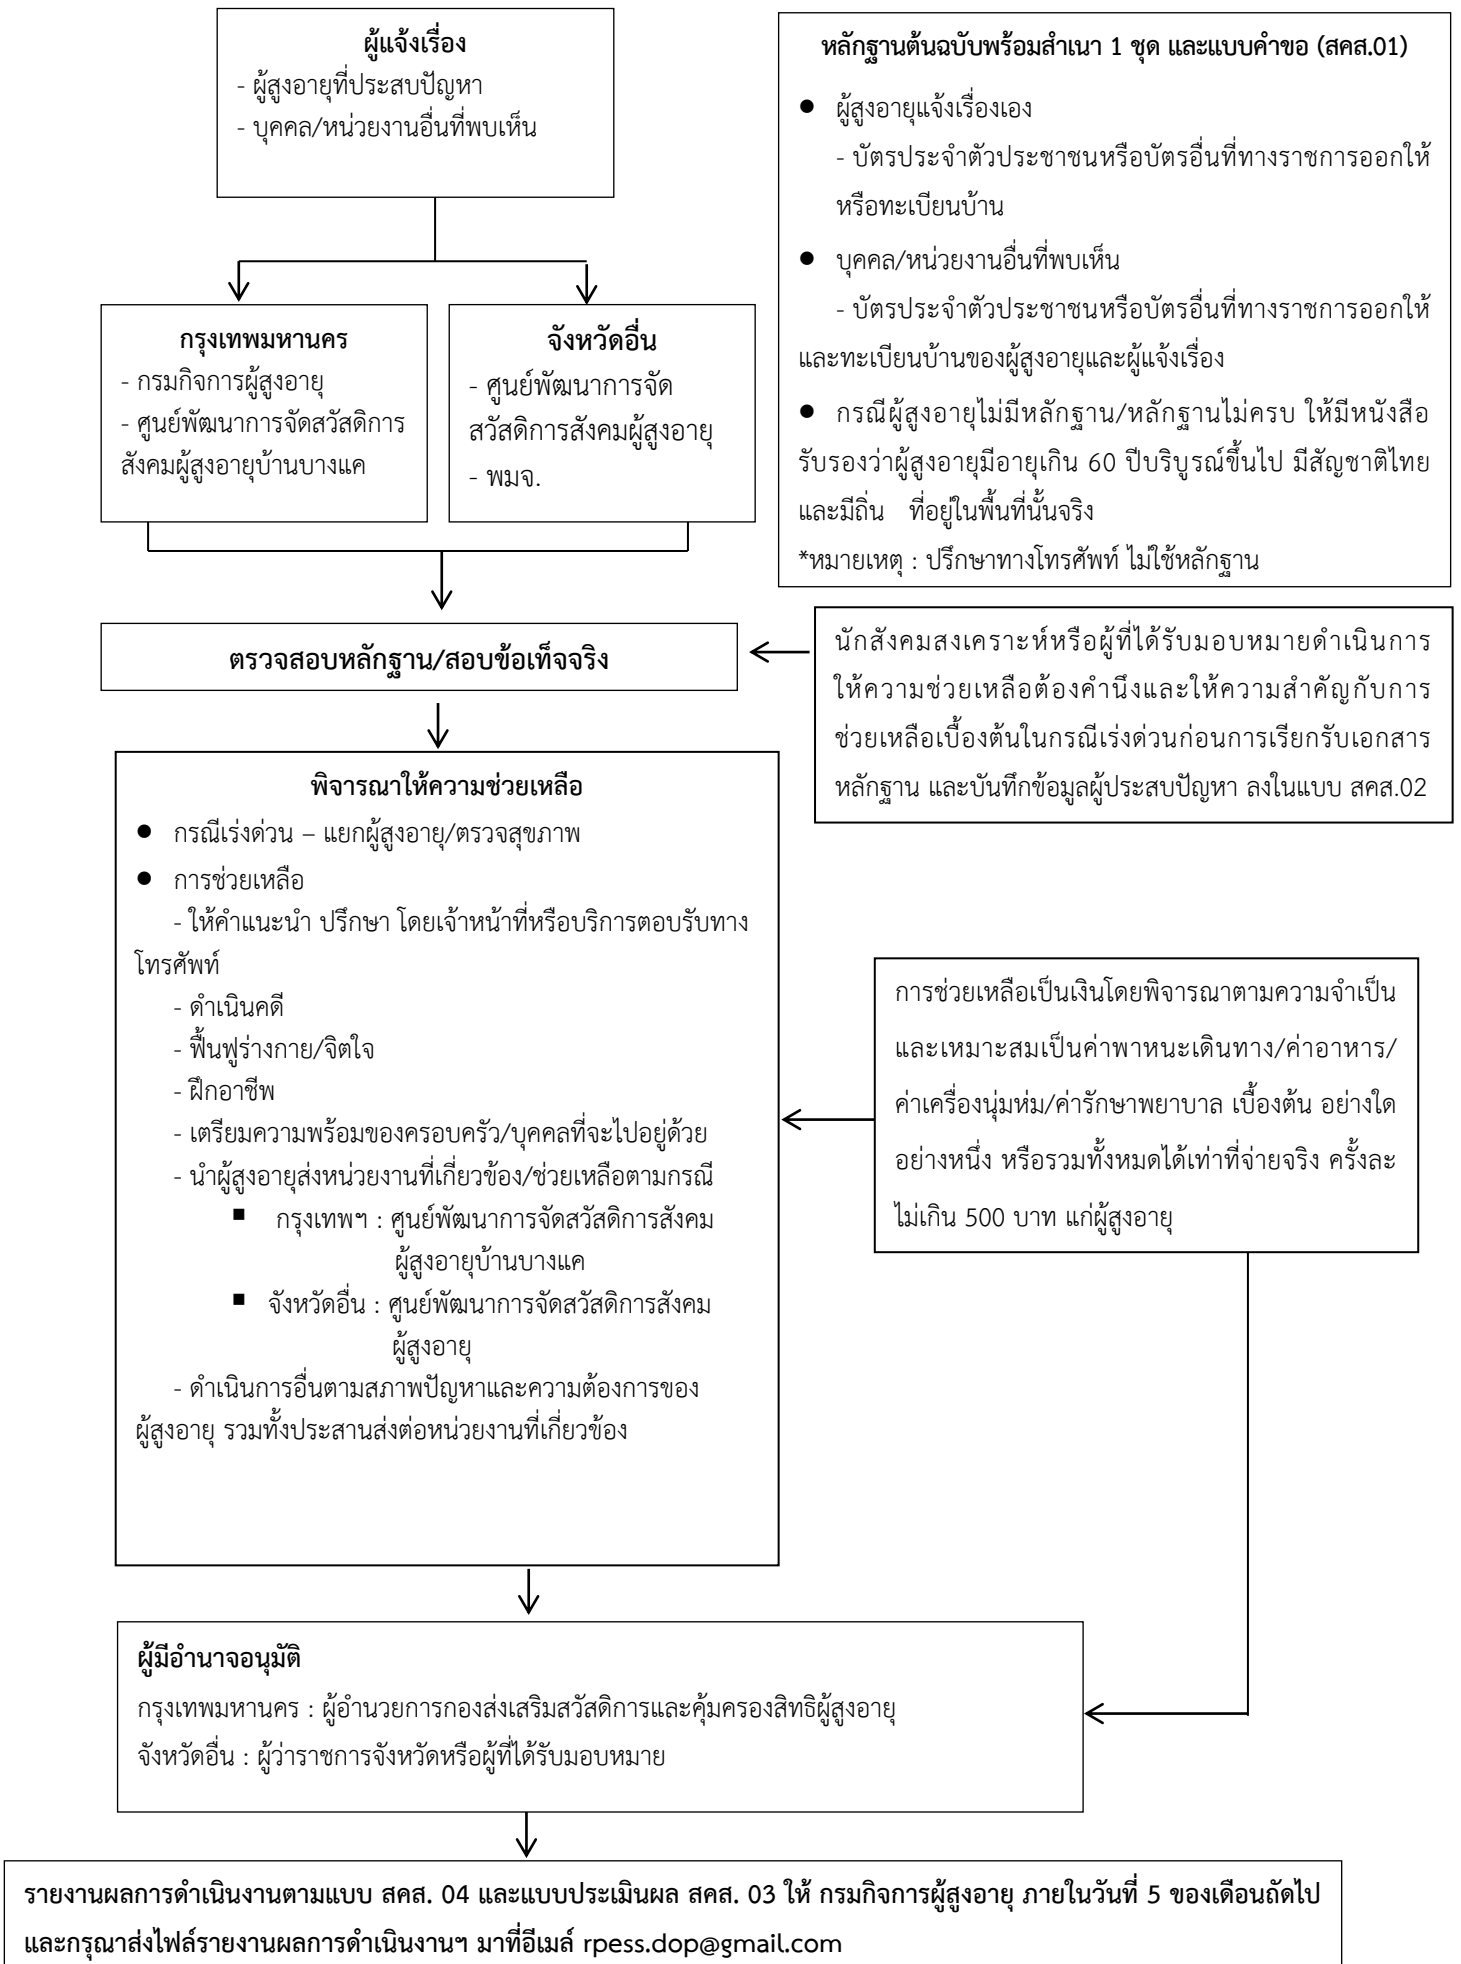 ผู้แจ้งเรื่อง
- ผู้สูงอายุที่ประสบปัญหา
- บุคคล/หน่วยงานอื่นที่พบเห็น
หลักฐานต้นฉบับพร้อมสำเนา 1 ชุด และแบบคำขอ (สคส.01)
● ผู้สูงอายุแจ้งเรื่องเอง
- บัตรประจำตัวประชาชนหรือบัตรอื่นที่ทางราชการออกให้
หรือทะเบียนบ้าน
● บุคคล/หน่วยงานอื่นที่พบเห็น
- บัตรประจำตัวประชาชนหรือบัตรอื่นที่ทางราชการออกให้
และทะเบียนบ้านของผู้สูงอายุและผู้แจ้งเรื่อง
● กรณีผู้สูงอายุไม่มีหลักฐาน/หลักฐานไม่ครบ ให้มีหนังสือ
รับรองว่าผู้สูงอายุมีอายุเกิน 60 ปีบริบูรณ์ขึ้นไป มีสัญชาติไทย
และมีถิ่น ที่อยู่ในพื้นที่นั้นจริง
*หมายเหตุ : ปรึกษาทางโทรศัพท์ ไม่ใช้หลักฐาน
กรุงเทพมหานคร
- กรมกิจการผู้สูงอายุ
- ศูนย์พัฒนาการจัดสวัสดิการ
สังคมผู้สูงอายุบ้านบางแค
จังหวัดอื่น
- ศูนย์พัฒนาการจัด
สวัสดิการสังคมผู้สูงอายุ
- พมจ.
ตรวจสอบหลักฐาน/สอบข้อเท็จจริง
นักสังคมสงเคราะห์หรือผู้ที่ได้รับมอบหมายดำเนินการ
ให้ความช่วยเหลือต้องคำนึงและให้ความสำคัญกับการ
ช่วยเหลือเบื้องต้นในกรณีเร่งด่วนก่อนการเรียกรับเอกสาร
หลักฐาน และบันทึกข้อมูลผู้ประสบปัญหา ลงในแบบ สคส.02
พิจารณาให้ความช่วยเหลือ
● กรณีเร่งด่วน – แยกผู้สูงอายุ/ตรวจสุขภาพ
● การช่วยเหลือ
- ให้คำแนะนำ ปรึกษา โดยเจ้าหน้าที่หรือบริการตอบรับทาง
โทรศัพท์
- ดำเนินคดี
- ฟื้นฟูร่างกาย/จิตใจ
- ฝึกอาชีพ
- เตรียมความพร้อมของครอบครัว/บุคคลที่จะไปอยู่ด้วย
- นำผู้สูงอายุส่งหน่วยงานที่เกี่ยวข้อง/ช่วยเหลือตามกรณี
■ กรุงเทพฯ : ศูนย์พัฒนาการจัดสวัสดิการสังคม
ผู้สูงอายุบ้านบางแค
■ จังหวัดอื่น : ศูนย์พัฒนาการจัดสวัสดิการสังคม
ผู้สูงอายุ
- ดำเนินการอื่นตามสภาพปัญหาและความต้องการของ
ผู้สูงอายุ รวมทั้งประสานส่งต่อหน่วยงานที่เกี่ยวข้อง
การช่วยเหลือเป็นเงินโดยพิจารณาตามความจำเป็น
และเหมาะสมเป็นค่าพาหนะเดินทาง/ค่าอาหาร/
ค่าเครื่องนุ่มห่ม/ค่ารักษาพยาบาล เบื้องต้น อย่างใด
อย่างหนึ่ง หรือรวมทั้งหมดได้เท่าที่จ่ายจริง ครั้งละ
ไม่เกิน 500 บาท แก่ผู้สูงอายุ
ผู้มีอำนาจอนุมัติ
กรุงเทพมหานคร : ผู้อำนวยการกองส่งเสริมสวัสดิการและคุ้มครองสิทธิผู้สูงอายุ
จังหวัดอื่น : ผู้ว่าราชการจังหวัดหรือผู้ที่ได้รับมอบหมาย
รายงานผลการดำเนินงานตามแบบ สคส. 04 และแบบประเมินผล สคส. 03 ให้ กรมกิจการผู้สูงอายุ ภายในวันที่ 5 ของเดือนถัดไป
และกรุณาส่งไฟล์รายงานผลการดำเนินงานฯ มาที่อีเมล์ rpess.dop@gmail.com